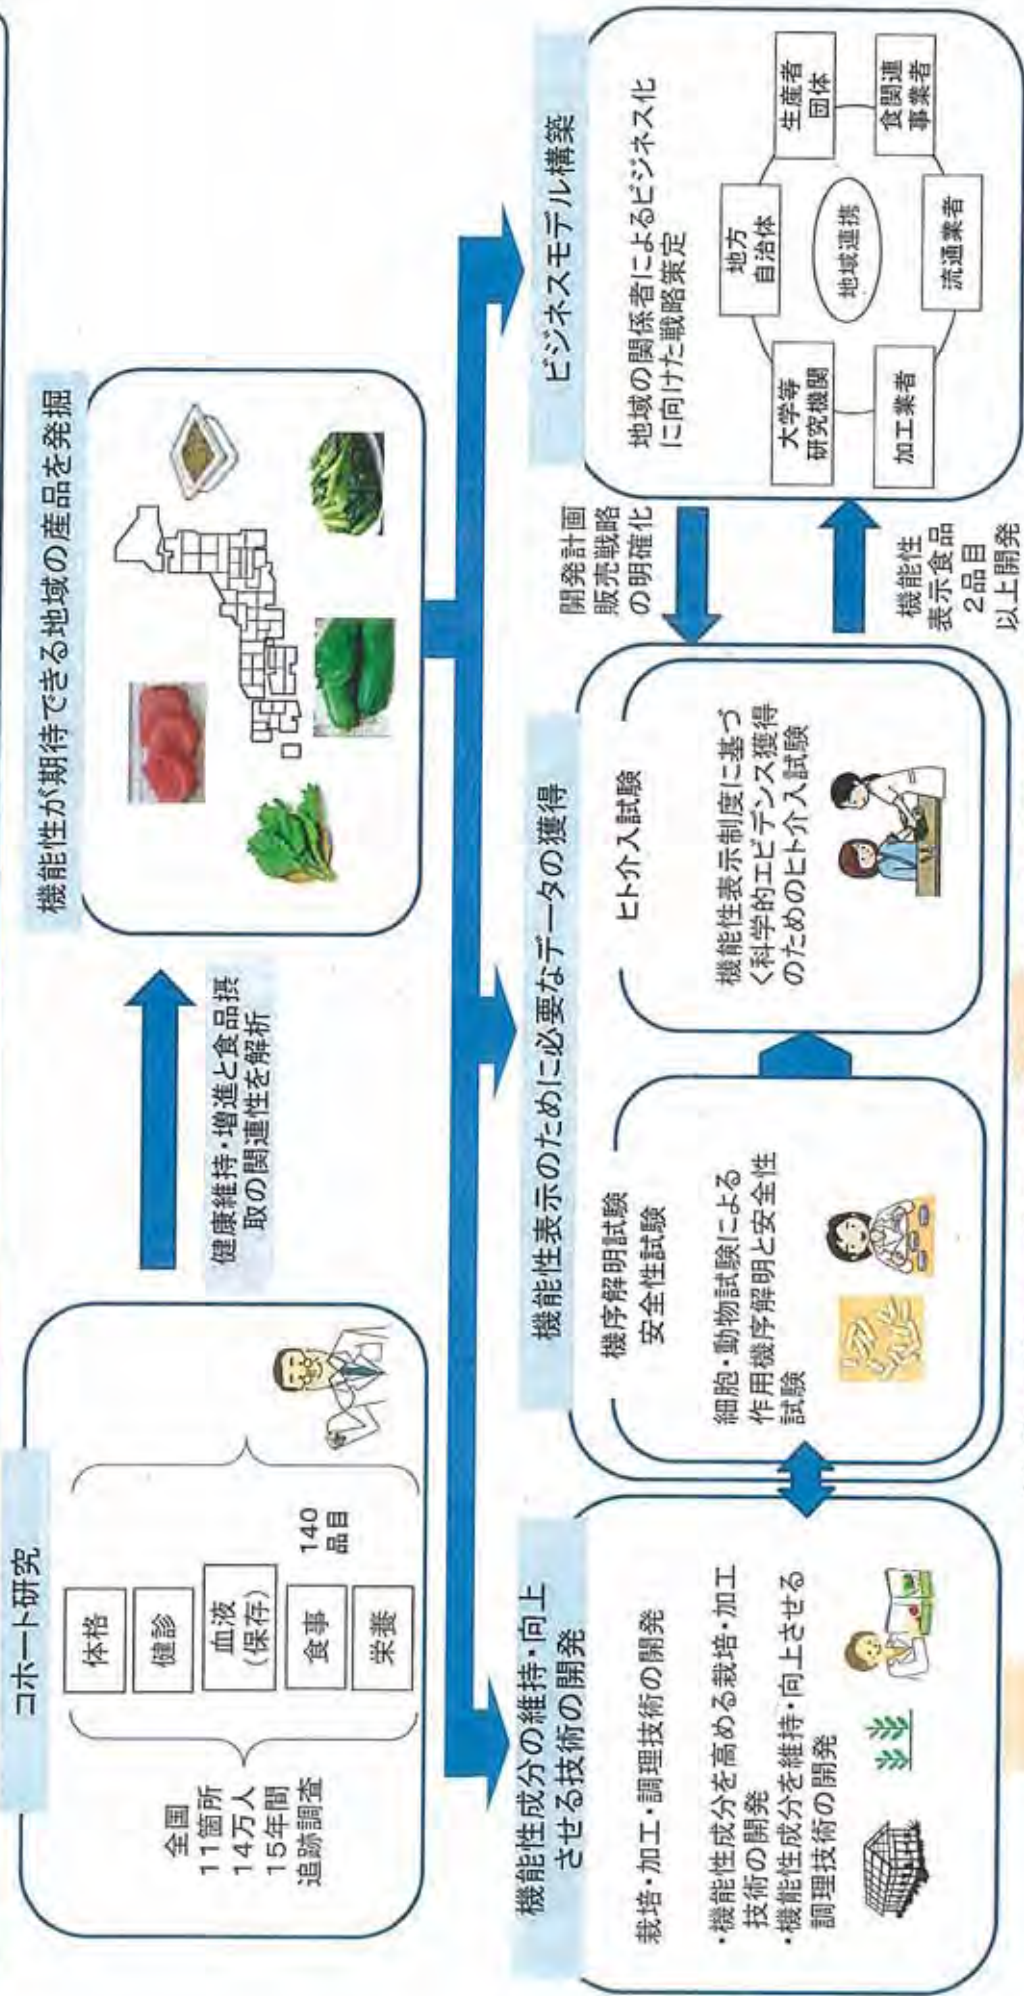 コホート研究
全国
11箇所
14万人
15年間
追跡調査
体格
健診
血液
(保存)
食事
栄養
140
品目
健康維持・増進と食品摂
取の関連性を解析
機能性が期待できる地域の産品を発掘
機能性成分の維持・向上
させる技術の開発
栽培・加工・調理技術の開発
・機能性成分を高める栽培・加工
技術の開発
・機能性成分を維持・向上させる
調理技術の開発
機能性表示のために必要なデータの獲得
機序解明試験
安全性試験
細胞・動物試験による
作用機序解明と安全性
試験
ヒト介入試験
機能性表示制度に基づ
く科学的エビデンス獲得
のためのヒト介入試験
開発計画
販売戦略
の明確化
機能性
表示食品
2品目
以上開発
ビジネスモデル構築
地域の関係者によるビジネス化
に向けた戦略策定
地方
自治体
生産者
団体
大学等
研究機関
地域連携
食関連
事業者
加工業者
流通業者